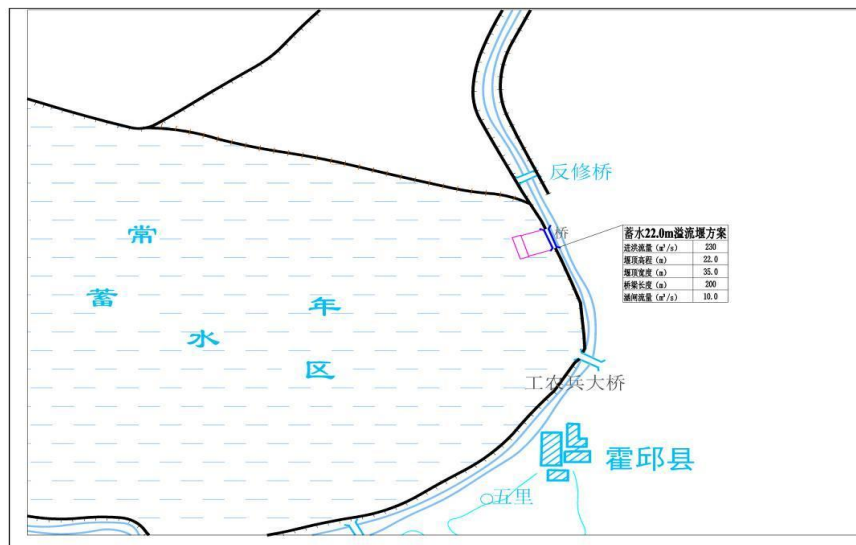 反修桥
桥
蓄水22.0m溢流堰方案
进洪流量（m³/s） 230
堰顶高程（m） 22.0
堰顶宽度（m） 35.0
桥梁长度（m） 200
涵闸流量（m³/s） 10.0
常年
蓄水区
工农兵大桥
霍邱县
五里